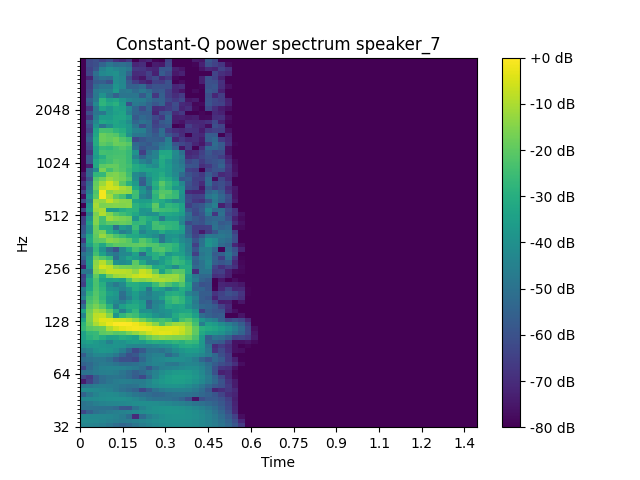 Constant-Q power spectrum speaker_7
+0 dB
-10 dB
-20 dB
-30 dB
-40 dB
-50 dB
-60 dB
-70 dB
-80 dB
2048
1024
512
256
128
64
32
Hz
0 0.15 0.3 0.45 0.6 0.75 0.9 1.1 1.2 1.4
Time